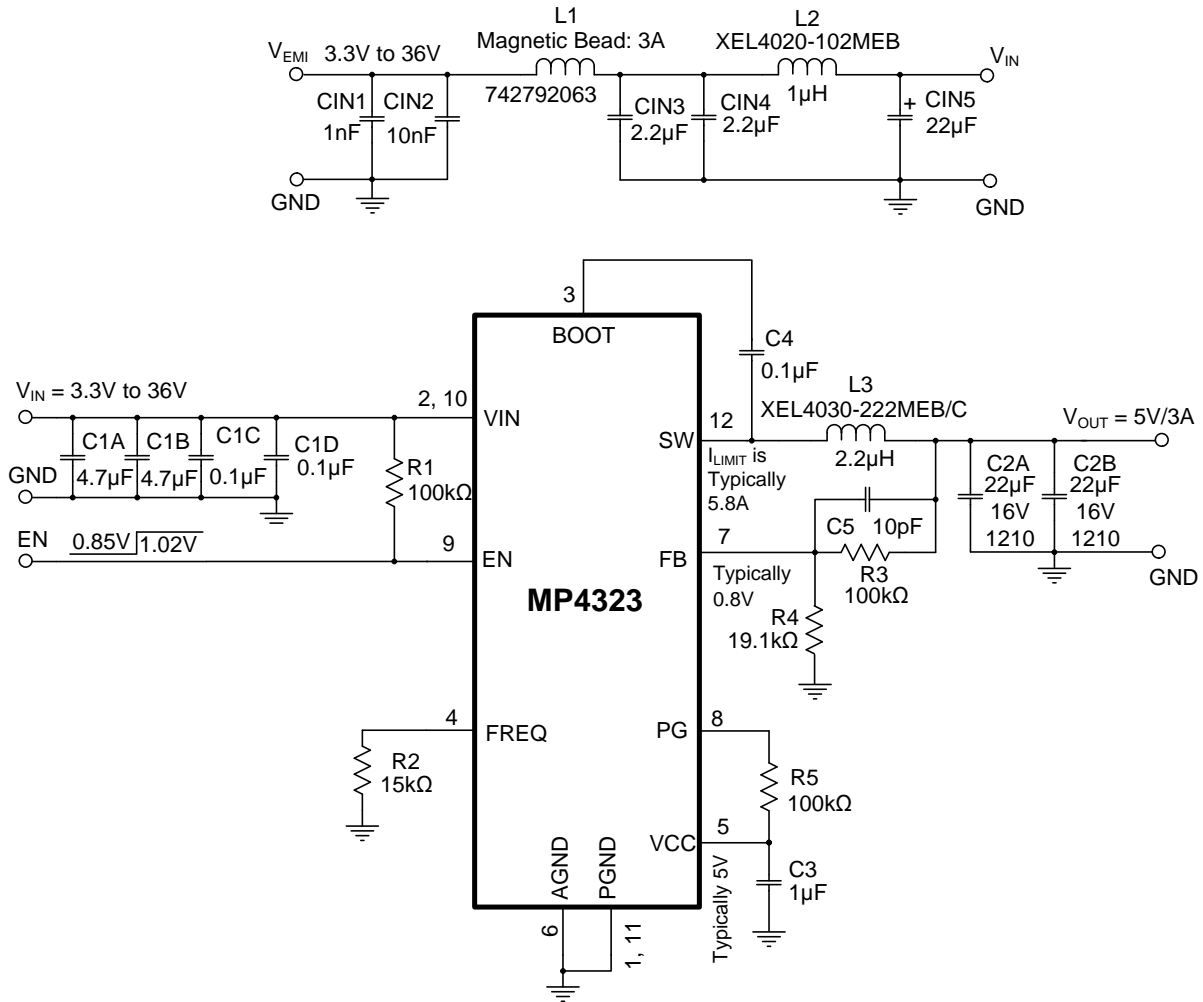 L1
Magnetic Bead: 3A
L2
XEL4020-102MEB
VEMI 3.3V to 36V
VIN
742792063
1µH
CIN1
1nF
CIN2
10nF
CIN3
2.2µF
CIN4
2.2µF
+ CIN5
22µF
GND
GND
3
BOOT
C4
0.1µF
VIN = 3.3V to 36V
2, 10
VIN
C1A
4.7µF
C1B
4.7µF
C1C
0.1µF
C1D
0.1µF
GND
R1
100kΩ
EN
0.85V 1.02V
9
EN
12
SW
L3
XEL4030-222MEB/C
2.2µH
VOUT = 5V/3A
ILIMIT is
Typically
5.8A
C5
10pF
C2A
22µF
16V
1210
C2B
22µF
16V
1210
GND
7
FB
Typically
0.8V
R3
100kΩ
R4
19.1kΩ
MP4323
4
FREQ
R2
15kΩ
8
PG
R5
100kΩ
5
VCC
Typically 5V
C3
1µF
AGND
PGND
6
1, 11